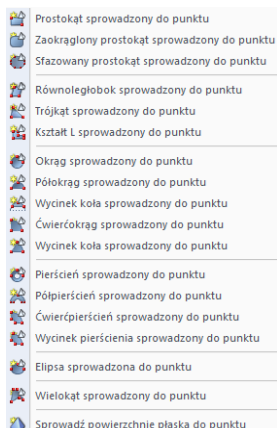 Prostokąt sprowadzony do punktu
Zaokrąglony prostokąt sprowadzony do punktu
Sfazowany prostokąt sprowadzony do punktu
Równoległobok sprowadzony do punktu
Trójkąt sprowadzony do punktu
Kształt L sprowadzony do punktu
Okrąg sprowadzony do punktu
Półokrąg sprowadzony do punktu
Wycinek koła sprowadzony do punktu
Ćwierćokrąg sprowadzony do punktu
Wycinek koła sprowadzony do punktu
Pierścień sprowadzony do punktu
Półpierścień sprowadzony do punktu
Ćwierćpierścień sprowadzony do punktu
Wycinek pierścienia sprowadzony do punktu
Elipsa sprowadzona do punktu
Wielokąt sprowadzony do punktu
Sprowadź powierzchnie płaską do punktu